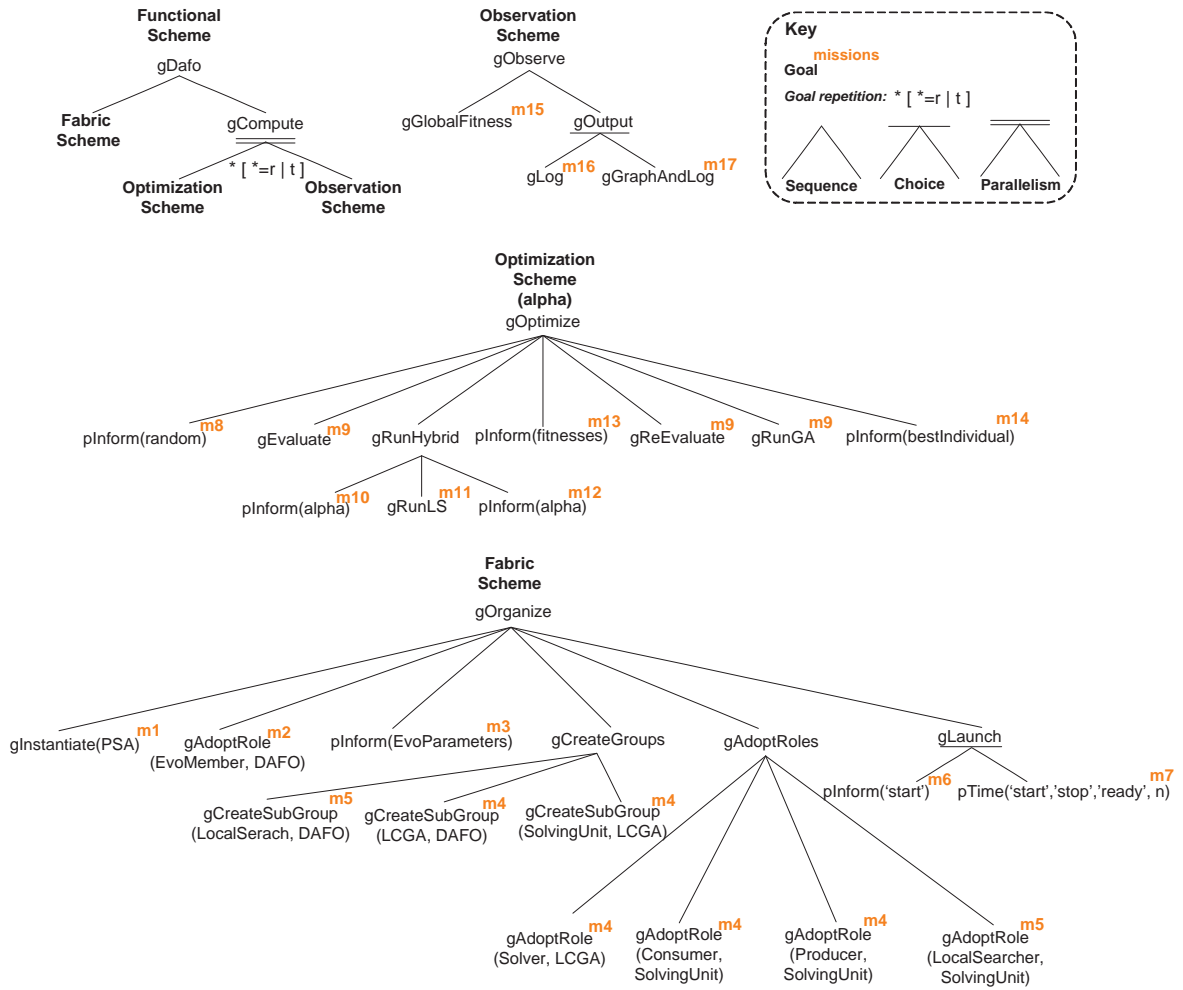 Functional
Scheme
gDafo
Fabric
Scheme
gCompute
* [ *=r | t ]
Optimization
Scheme
Observation
Scheme
Observation
Scheme
gObserve
gGlobalFitness m15
gOutput
gLog m16
gGraphAndLog m17
Key
missions
Goal
Goal repetition: * [ *=r | t ]
Sequence
Choice
Parallelism
Optimization
Scheme
(alpha)
gOptimize
pInform(random) m8
gEvaluate m9
gRunHybrid
pInform(fitnesses) m13
gReEvaluate m9
gRunGA m9
pInform(bestIndividual) m14
pInform(alpha) m10
gRunLS m11
pInform(alpha) m12
Fabric
Scheme
gOrganize
gInstantiate(PSA) m1
gAdoptRole m2
(EvoMember, DAFO)
pInform(EvoParameters) m3
gCreateGroups
gAdoptRoles
gLaunch
gCreateSubGroup m5
(LocalSerach, DAFO)
gCreateSubGroup m4
(LCGA, DAFO)
gCreateSubGroup m4
(SolvingUnit, LCGA)
pInform(‘start’) m6
pTime(‘start’,’stop’,’ready’, n) m7
gAdoptRole m4
(Solver, LCGA)
gAdoptRole m4
(Consumer,
SolvingUnit)
gAdoptRole m4
(Producer,
SolvingUnit)
gAdoptRole m5
(LocalSearcher,
SolvingUnit)